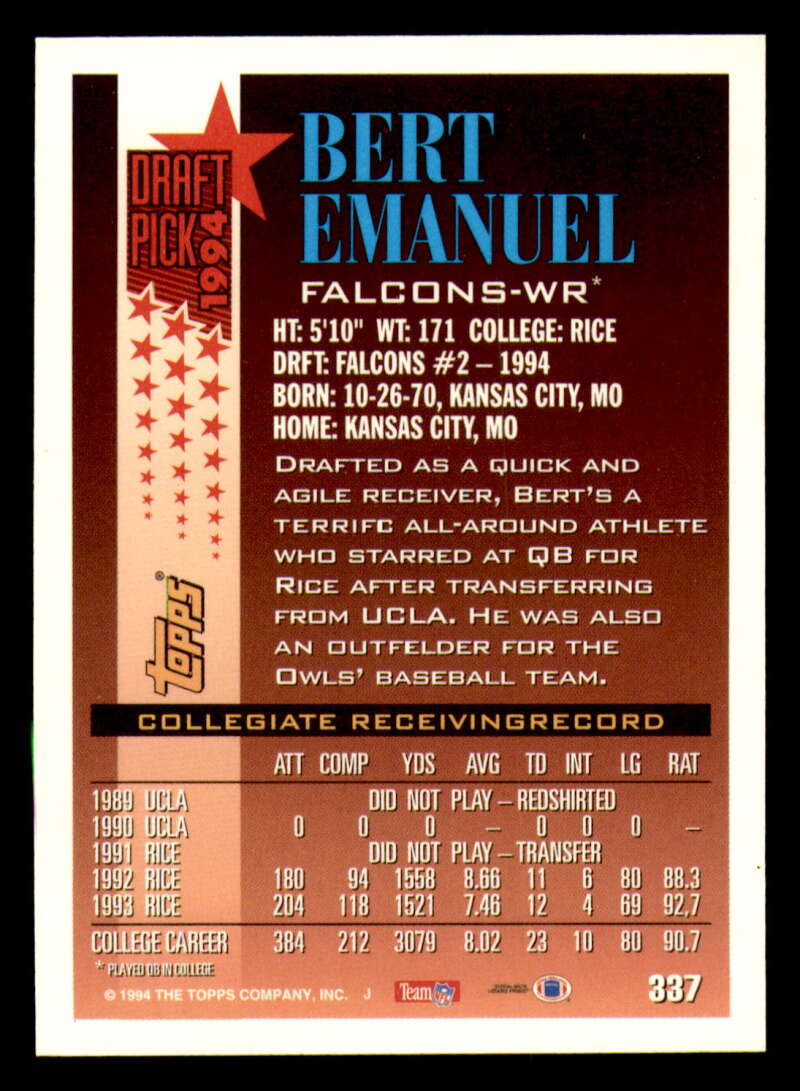 DRAFT
PICK
1994
BERT
EMANUEL
FALCONS-WR*
HT: 5'10" WT: 171 COLLEGE: RICE
DRFT: FALCONS #2 – 1994
BORN: 10-26-70, KANSAS CITY, MO
HOME: KANSAS CITY, MO
DRAFTED AS A QUICK AND
AGILE RECEIVER, BERT'S A
TERRIFC ALL-AROUND ATHLETE
WHO STARRED AT QB FOR
RICE AFTER TRANSFERRING
FROM UCLA. HE WAS ALSO
AN OUTFELDER FOR THE
OWLS' BASEBALL TEAM.
TOPPS®
COLLEGIATE RECEIVINGRECORD
ATT COMP YDS AVG TD INT LG RAT
1989 UCLA DID NOT PLAY – REDSHIRTED
1990 UCLA 0 0 0 – 0 0 0 –
1991 RICE DID NOT PLAY – TRANSFER
1992 RICE 180 94 1558 8.66 11 6 80 88.3
1993 RICE 204 118 1521 7.46 12 4 69 92,7
COLLEGE CAREER 384 212 3079 8.02 23 10 80 90.7
* PLAYED QB IN COLLEGE
© 1994 THE TOPPS COMPANY, INC. J Team NFL 337